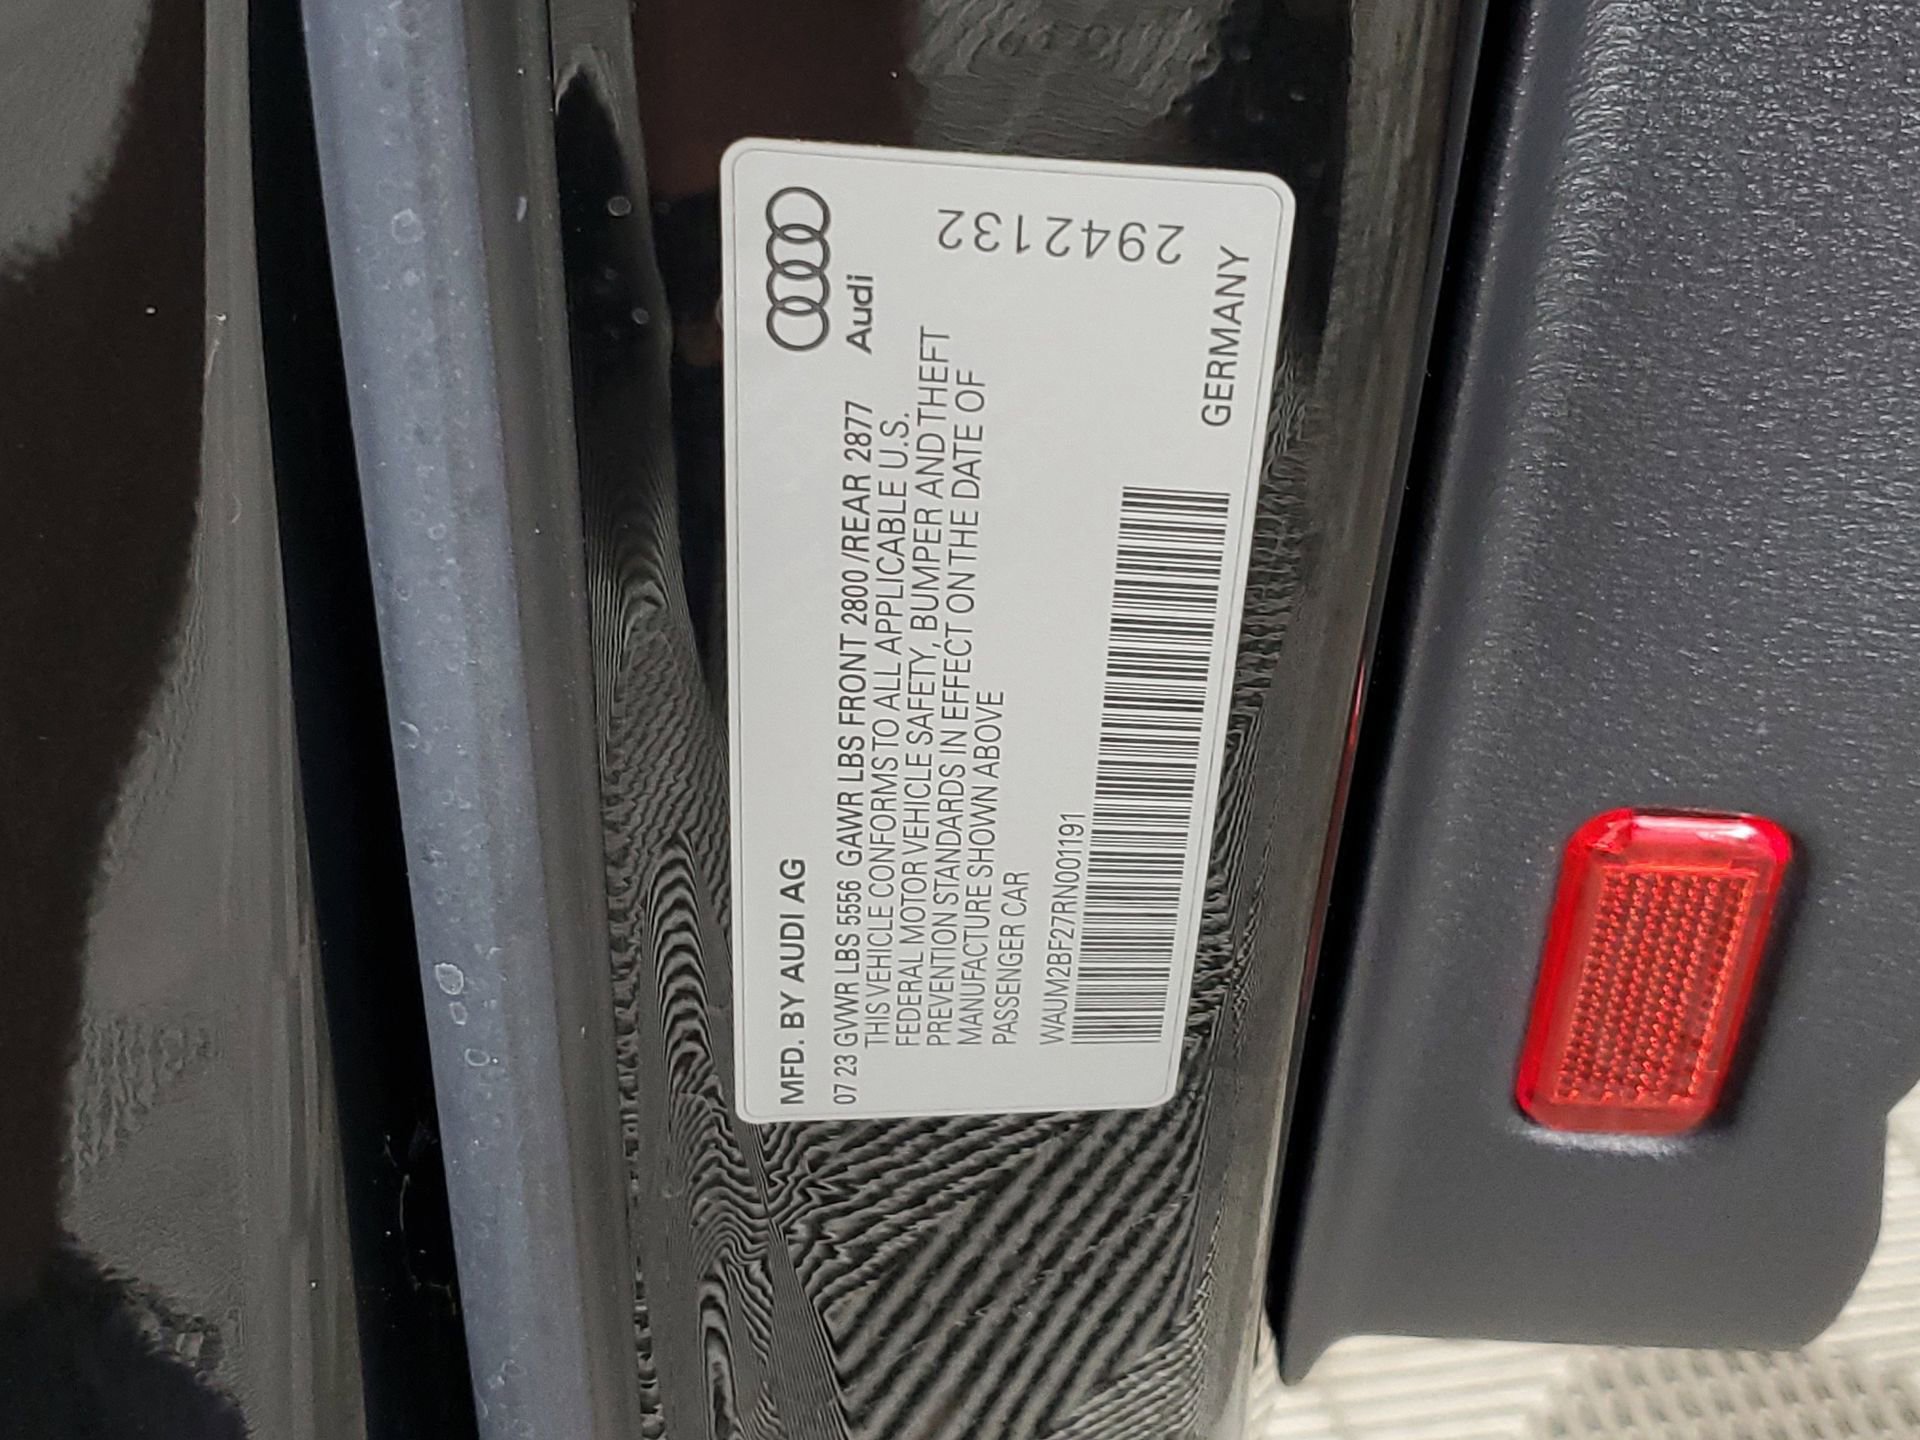 MFD. BY AUDI AG
Audi
07 23 GVWR LBS 5556 GAWR LBS FRONT 2800 /REAR 2877
THIS VEHICLE CONFORMS TO ALL APPLICABLE U.S.
FEDERAL MOTOR VEHICLE SAFETY, BUMPER AND THEFT
PREVENTION STANDARDS IN EFFECT ON THE DATE OF
MANUFACTURE SHOWN ABOVE
PASSENGER CAR
WAUM2BF27RN001191
GERMANY
2942132